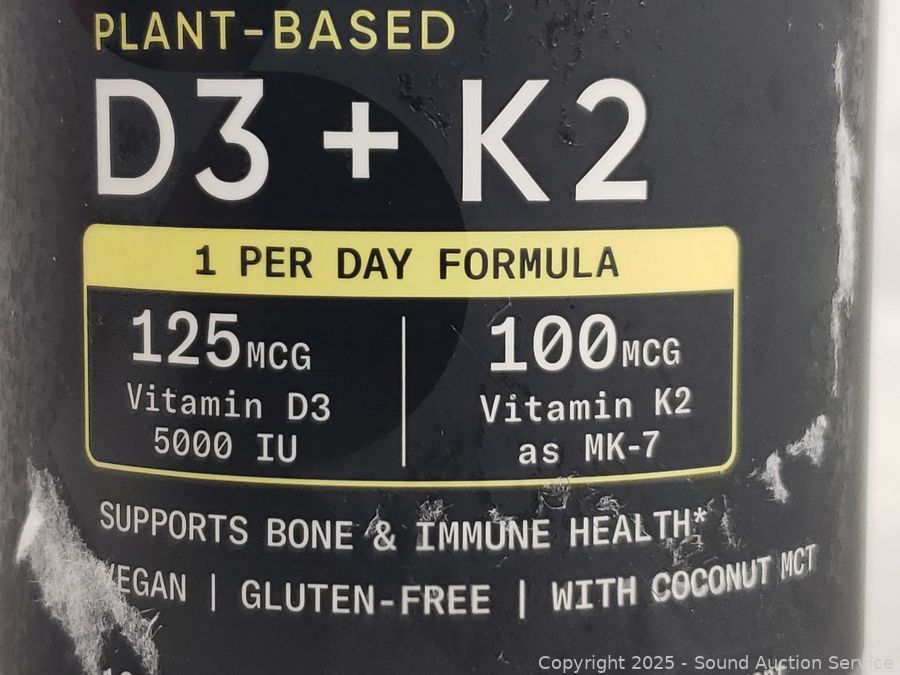 PLANT-BASED
D3 + K2
1 PER DAY FORMULA
125MCG
Vitamin D3
5000 IU
100MCG
Vitamin K2
as MK-7
SUPPORTS BONE & IMMUNE HEALTH*
VEGAN | GLUTEN-FREE | WITH COCONUT MCT
Copyright 2025 - Sound Auction Service